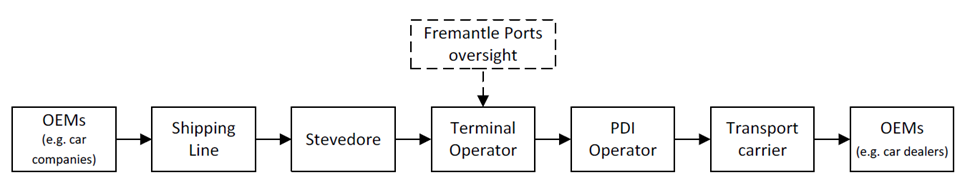 Fremantle Ports
oversight
OEMs
(e.g. car
companies)
Shipping
Line
Stevedore
Terminal
Operator
PDI
Operator
Transport
carrier
OEMs
(e.g. car dealers)